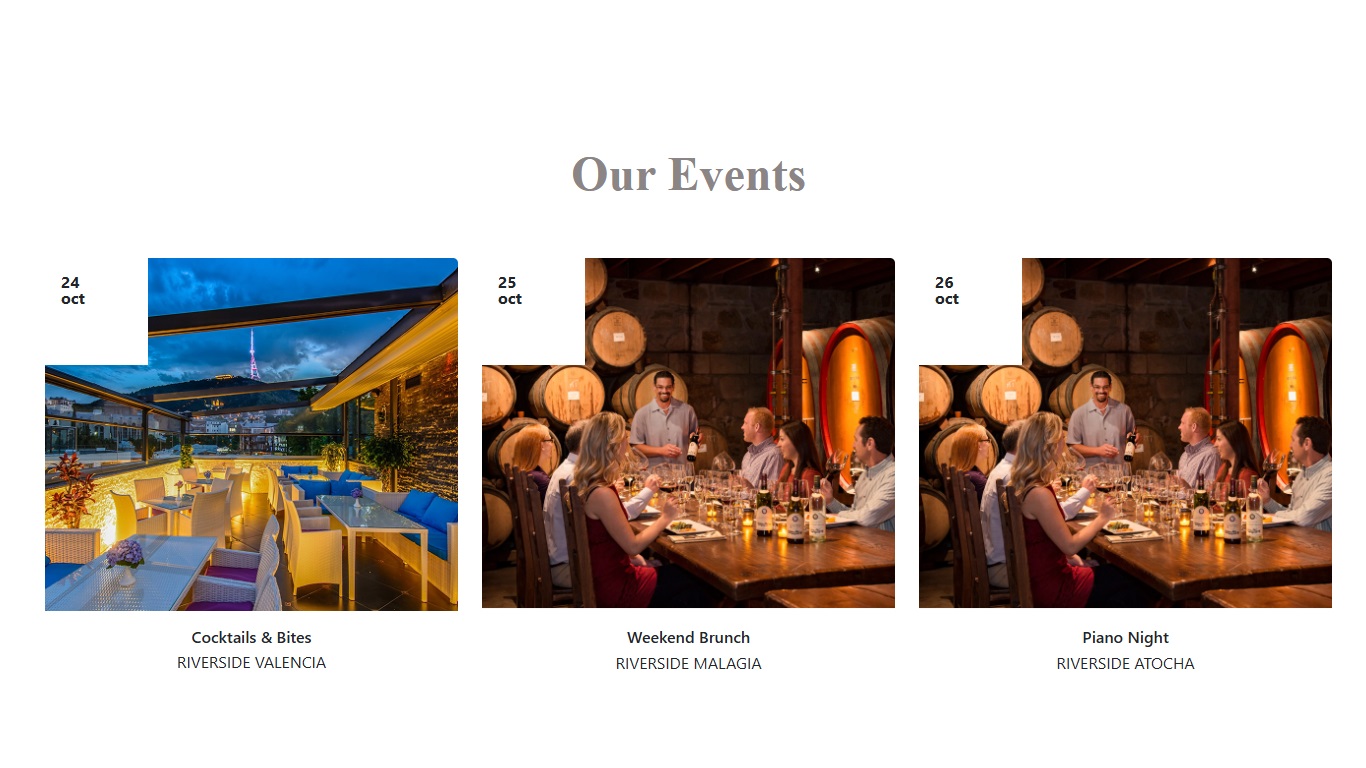 Our Events
24
oct
25
oct
26
oct
Cocktails & Bites
RIVERSIDE VALENCIA
Weekend Brunch
RIVERSIDE MALAGIA
Piano Night
RIVERSIDE ATOCHA